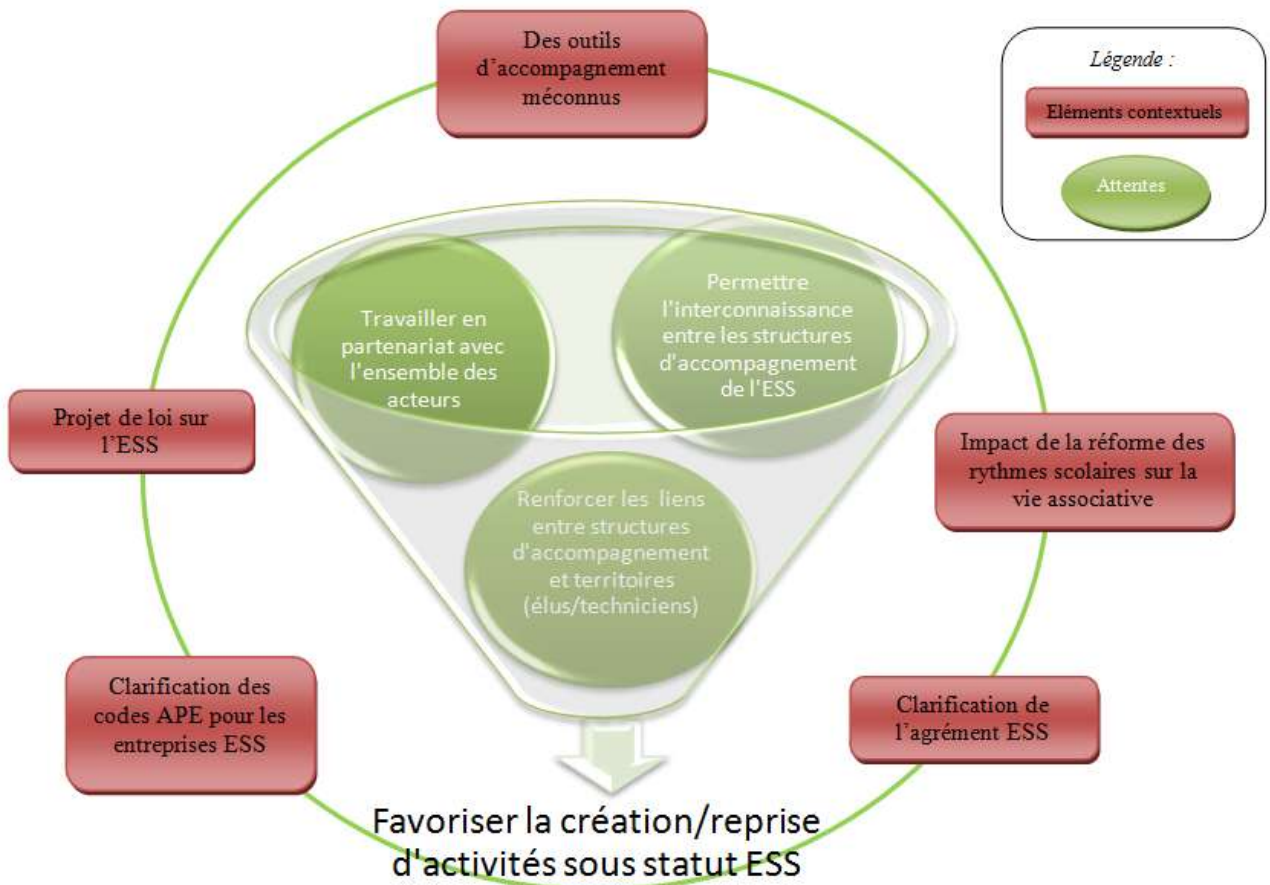 Des outils
d'accompagnement
méconnus
Légende :
Eléments contextuels
Attentes
Travailler en
partenariat avec
l'ensemble des
acteurs
Permettre
l'interconnaissance
entre les structures
d'accompagnement
de l'ESS
Projet de loi sur
l'ESS
Impact de la réforme des
rythmes scolaires sur la
vie associative
Renforcer les liens
entre structures
d'accompagnement
et territoires
(élus/techniciens)
Clarification des
codes APE pour les
entreprises ESS
Clarification de
l'agrément ESS
Favoriser la création/reprise
d'activités sous statut ESS